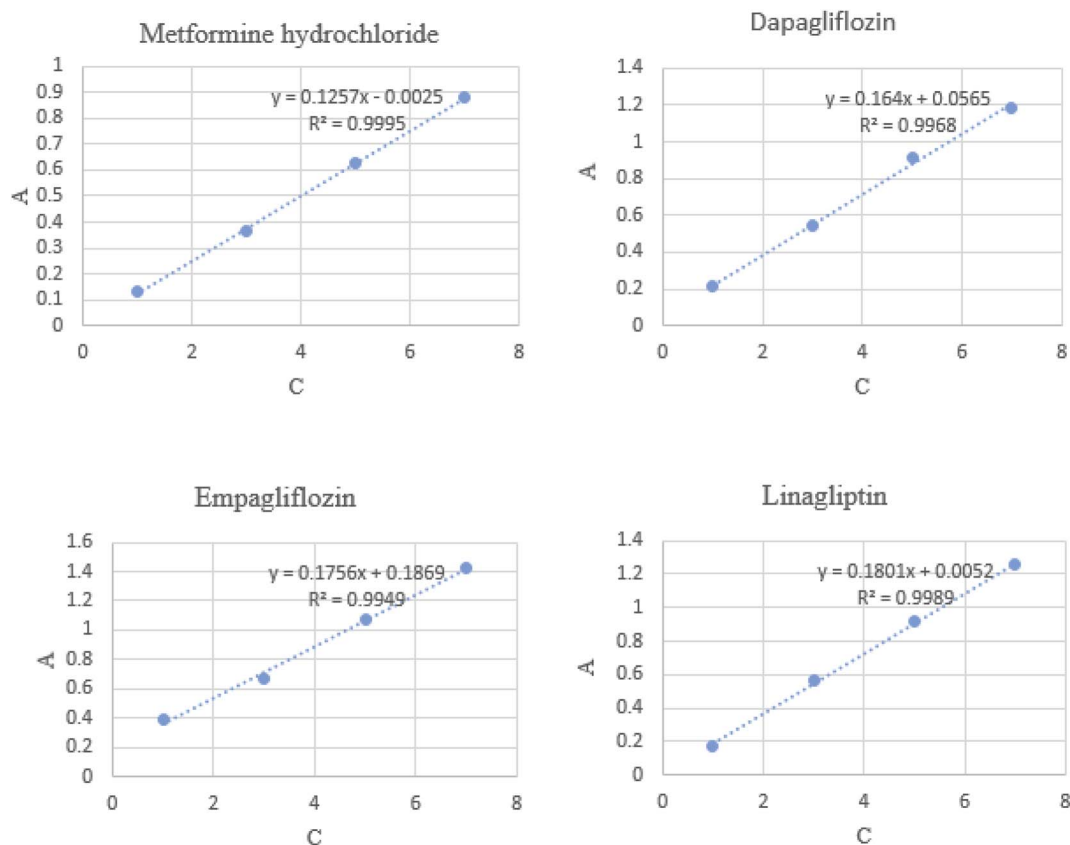 Metformine hydrochloride
1
0.9
0.8
0.7
0.6
0.5
0.4
0.3
0.2
0.1
0
A
y = 0.1257x - 0.0025
R² = 0.9995
0 2 4 6 8
C
Dapagliflozin
1.4
1.2
1
0.8
0.6
0.4
0.2
0
A
y = 0.164x + 0.0565
R² = 0.9968
0 2 4 6 8
C
Empagliflozin
1.6
1.4
1.2
1
0.8
0.6
0.4
0.2
0
A
y = 0.1756x + 0.1869
R² = 0.9949
0 2 4 6 8
C
Linagliptin
1.4
1.2
1
0.8
0.6
0.4
0.2
0
A
y = 0.1801x + 0.0052
R² = 0.9989
0 2 4 6 8
C